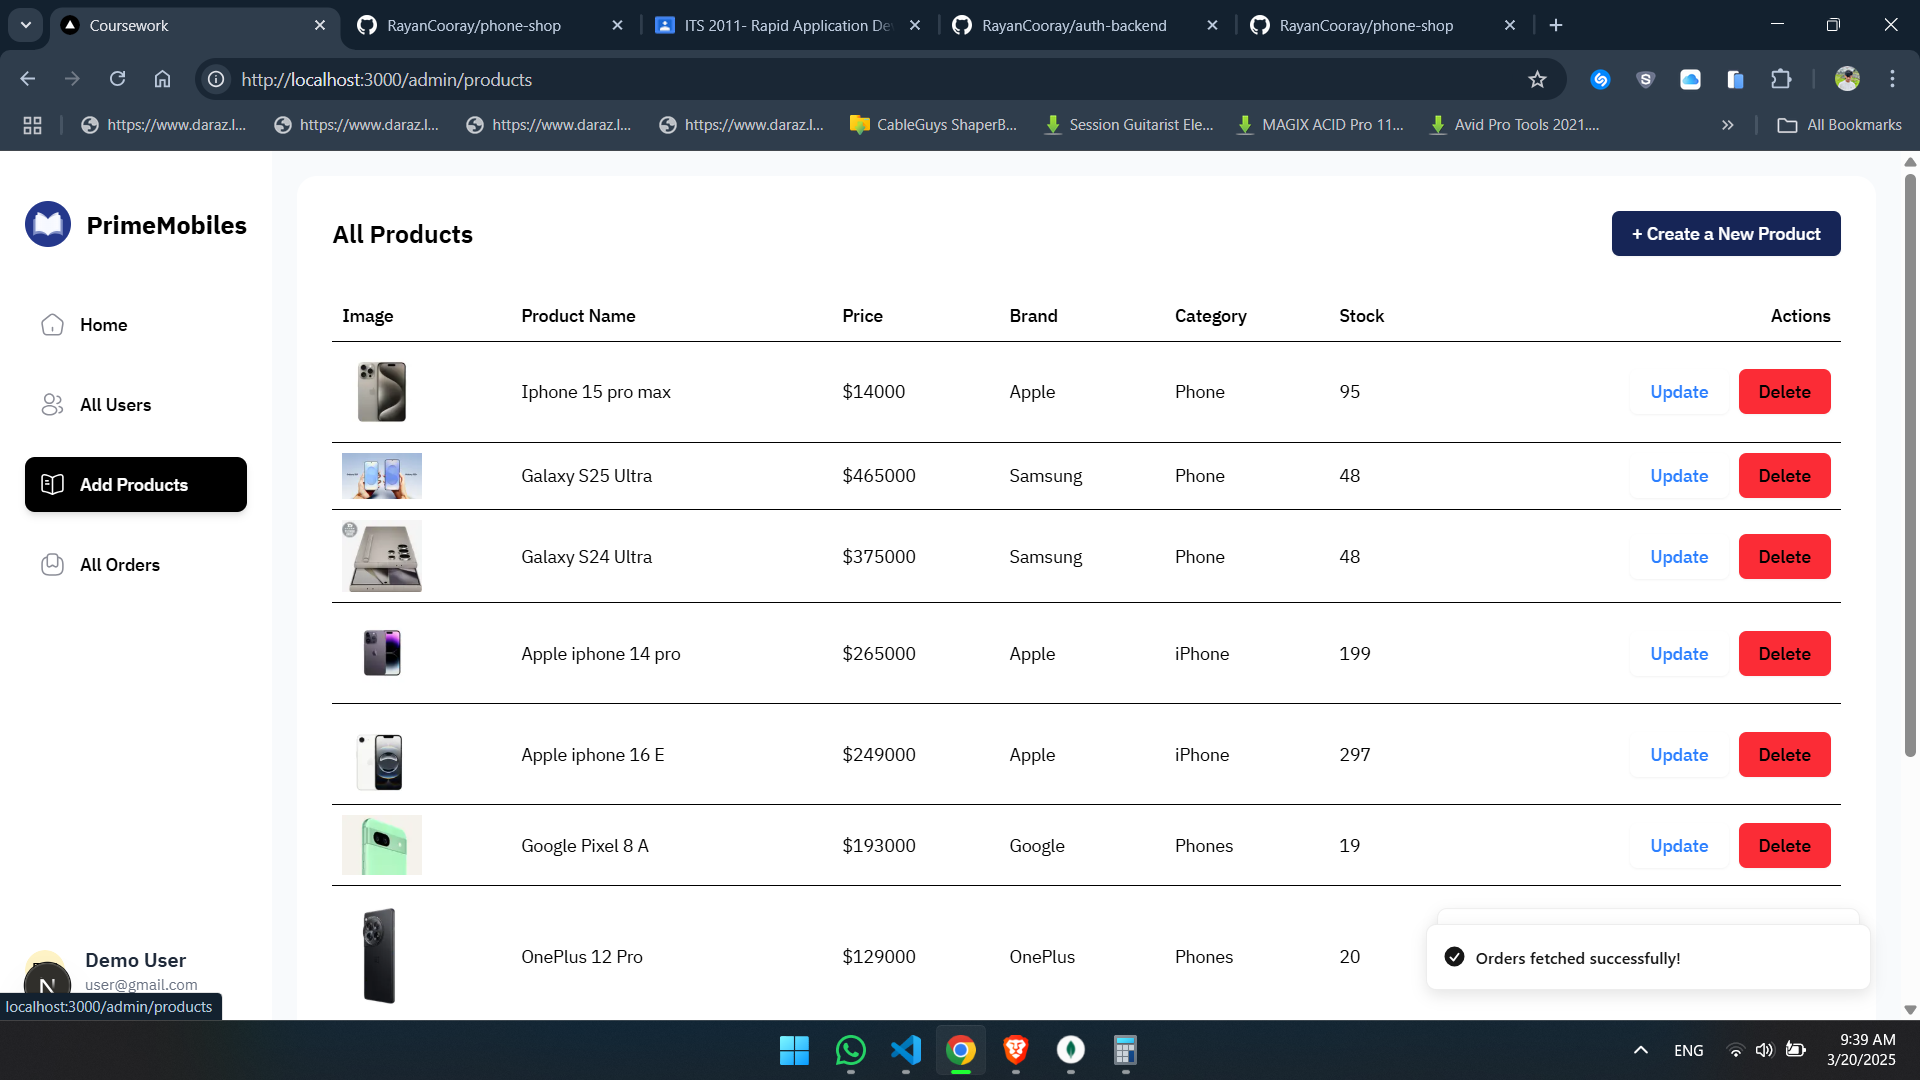 Coursework
RayanCooray/phone-shop
ITS 2011- Rapid Application De
RayanCooray/auth-backend
RayanCooray/phone-shop
http://localhost:3000/admin/products
https://www.daraz.l...
https://www.daraz.l...
https://www.daraz.l...
https://www.daraz.l...
CableGuys ShaperB...
Session Guitarist Ele...
MAGIX ACID Pro 11...
Avid Pro Tools 2021....
All Bookmarks
PrimeMobiles
Home
All Users
Add Products
All Orders
All Products
+ Create a New Product
Image Product Name Price Brand Category Stock Actions
Iphone 15 pro max $14000 Apple Phone 95 Update Delete
Galaxy S25 Ultra $465000 Samsung Phone 48 Update Delete
Galaxy S24 Ultra $375000 Samsung Phone 48 Update Delete
Apple iphone 14 pro $265000 Apple iPhone 199 Update Delete
Apple iphone 16 E $249000 Apple iPhone 297 Update Delete
Google Pixel 8 A $193000 Google Phones 19 Update Delete
OnePlus 12 Pro $129000 OnePlus Phones 20
Orders fetched successfully!
Demo User
user@gmail.com
N
localhost:3000/admin/products
ENG
9:39 AM
3/20/2025